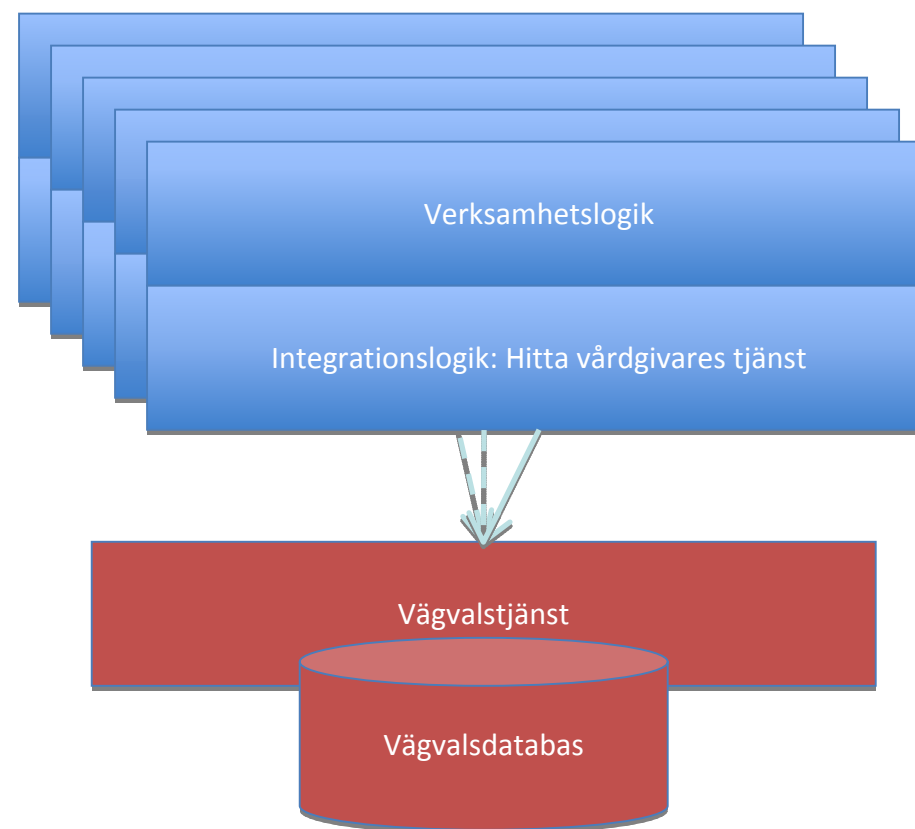 Verksamhetslogik
Integrationslogik: Hitta vårdgivares tjänst
Vägvalstjänst
Vägvalsdatabas